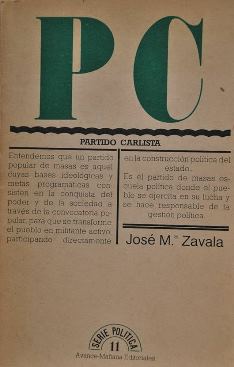 PC
PARTIDO CARLISTA
Entendemos que un partido
popular de masas es aquel
cuyas bases ideológicas y
metas programáticas con-
sisten en la conquista del
poder y de la sociedad a
través de la convocatoria po-
pular, para que se transforme
el pueblo en militante activo,
participando directamente
en la construcción política del
estado.
Es el partido de masas es-
cuela política donde el pue-
blo se ejercita en su lucha y
se hace responsable de la
gestión política.
José M.ª Zavala
SERIE POLITICA
11
Avance-Mañana Editoriales